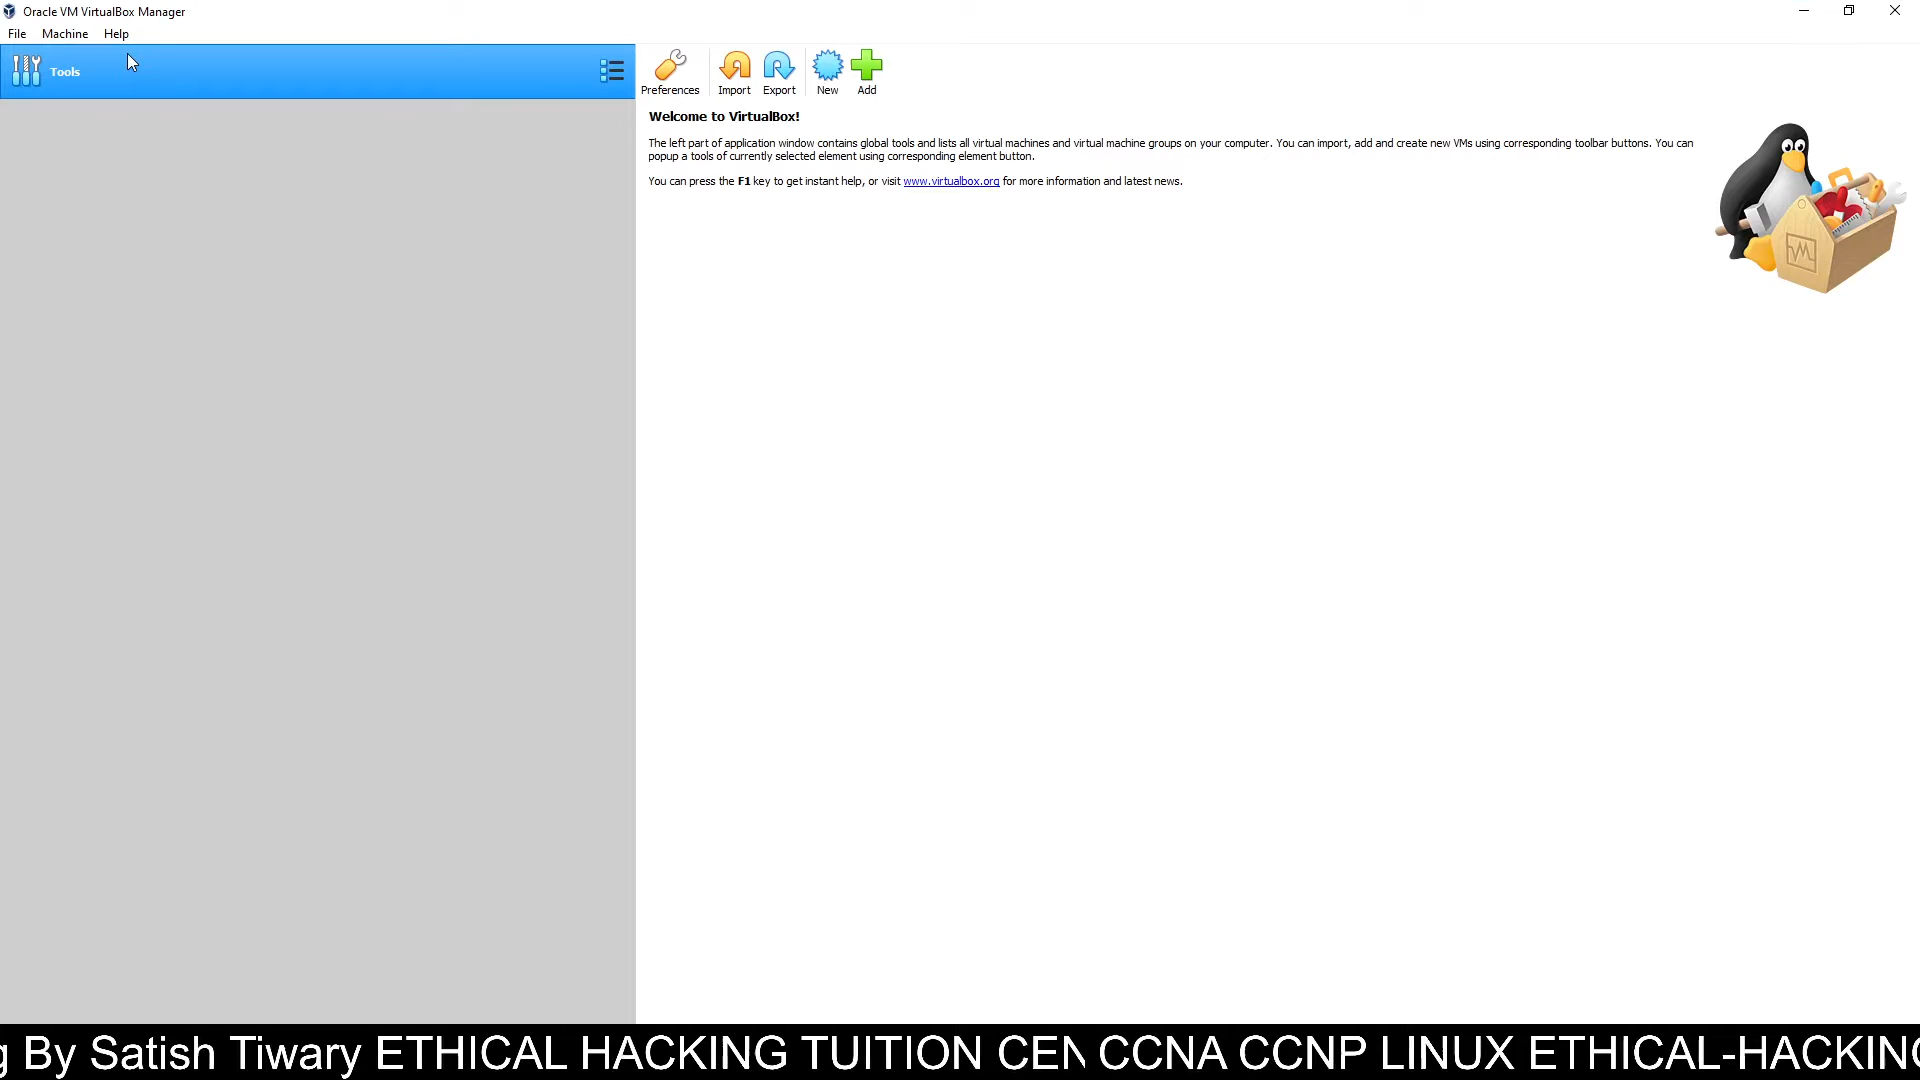 Oracle VM VirtualBox Manager
File Machine Help
Tools
Preferences Import Export New Add
Welcome to VirtualBox!
The left part of application window contains global tools and lists all virtual machines and virtual machine groups on your computer. You can import, add and create new VMs using corresponding toolbar buttons. You can
popup a tools of currently selected element using corresponding element button.
You can press the F1 key to get instant help, or visit www.virtualbox.org for more information and latest news.
g By Satish Tiwary ETHICAL HACKING TUITION CEN CCNA CCNP LINUX ETHICAL-HACKING